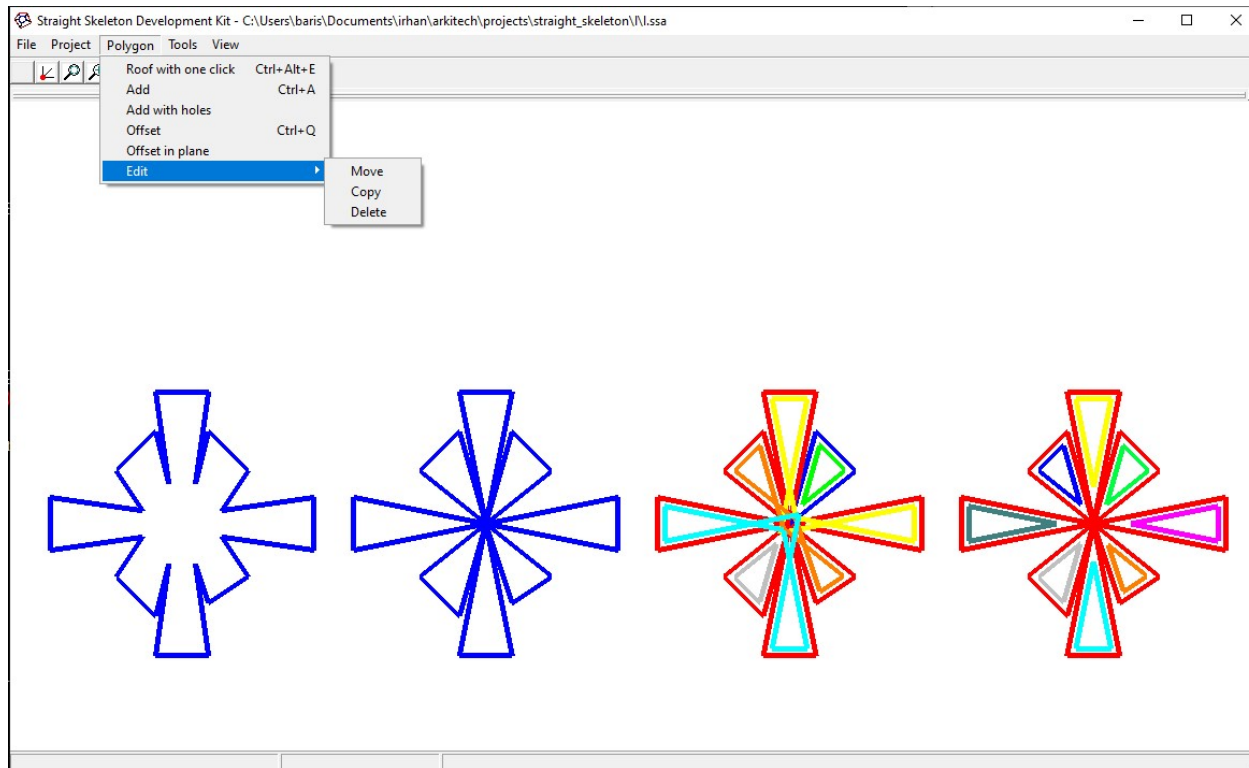 Straight Skeleton Development Kit - C:\Users\baris\Documents\irhan\arkitech\projects\straight_skeleton\l\l.ssa
File Project Polygon Tools View
Roof with one click Ctrl+Alt+E
Add Ctrl+A
Add with holes
Offset Ctrl+Q
Offset in plane
Edit
Move
Copy
Delete